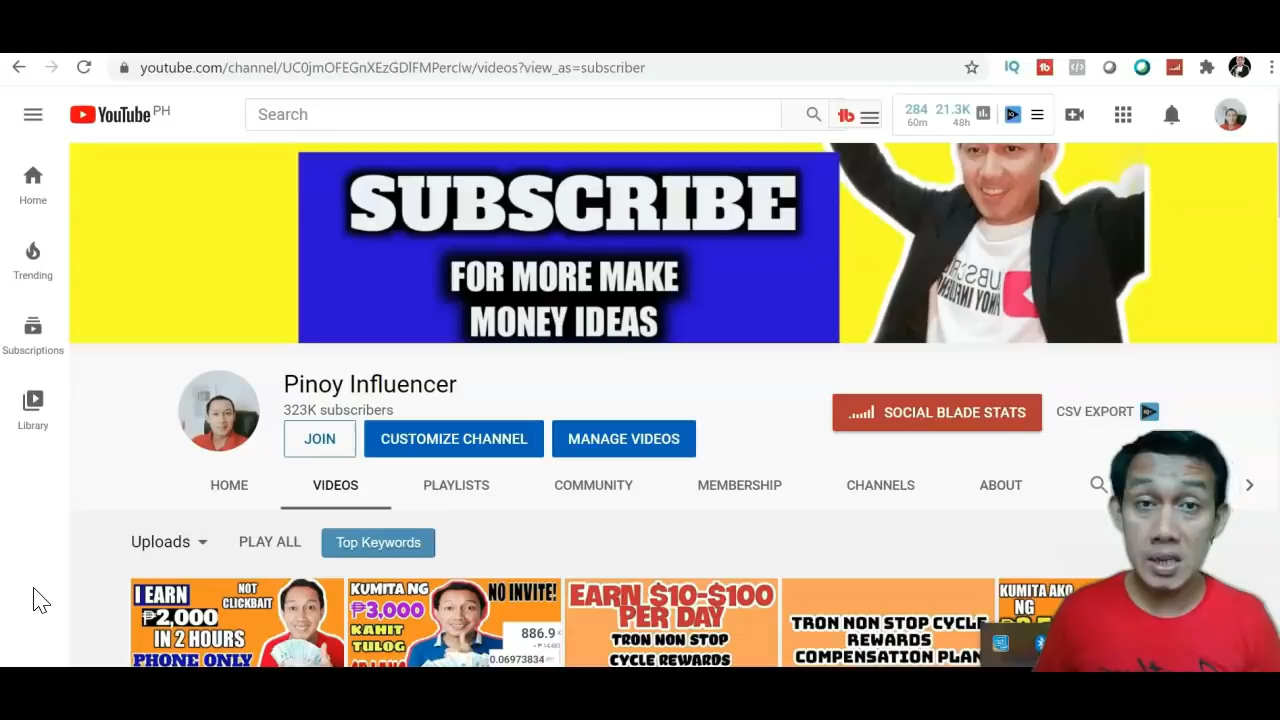 youtube.com/channel/UC0jmOFEGnXEzGDlFMPercIw/videos?view_as=subscriber
YouTube PH
Search
284 60m
21.3K 48h
Home
Trending
Subscriptions
Library
SUBSCRIBE
FOR MORE MAKE
MONEY IDEAS
Pinoy Influencer
323K subscribers
JOIN
CUSTOMIZE CHANNEL
MANAGE VIDEOS
SOCIAL BLADE STATS
CSV EXPORT
HOME
VIDEOS
PLAYLISTS
COMMUNITY
MEMBERSHIP
CHANNELS
ABOUT
Uploads
PLAY ALL
Top Keywords
I EARN
₱2,000
IN 2 HOURS
PHONE ONLY
NOT
CLICKBAIT
KUMITA NG
₱3,000
KAHIT
TULOG
NO INVITE!
886.9
0.06973834
EARN $10-$100
PER DAY
TRON NON STOP
CYCLE REWARDS
TRON NON STOP CYCLE
REWARDS
COMPENSATION PLAN
KUMITA AKO
NG